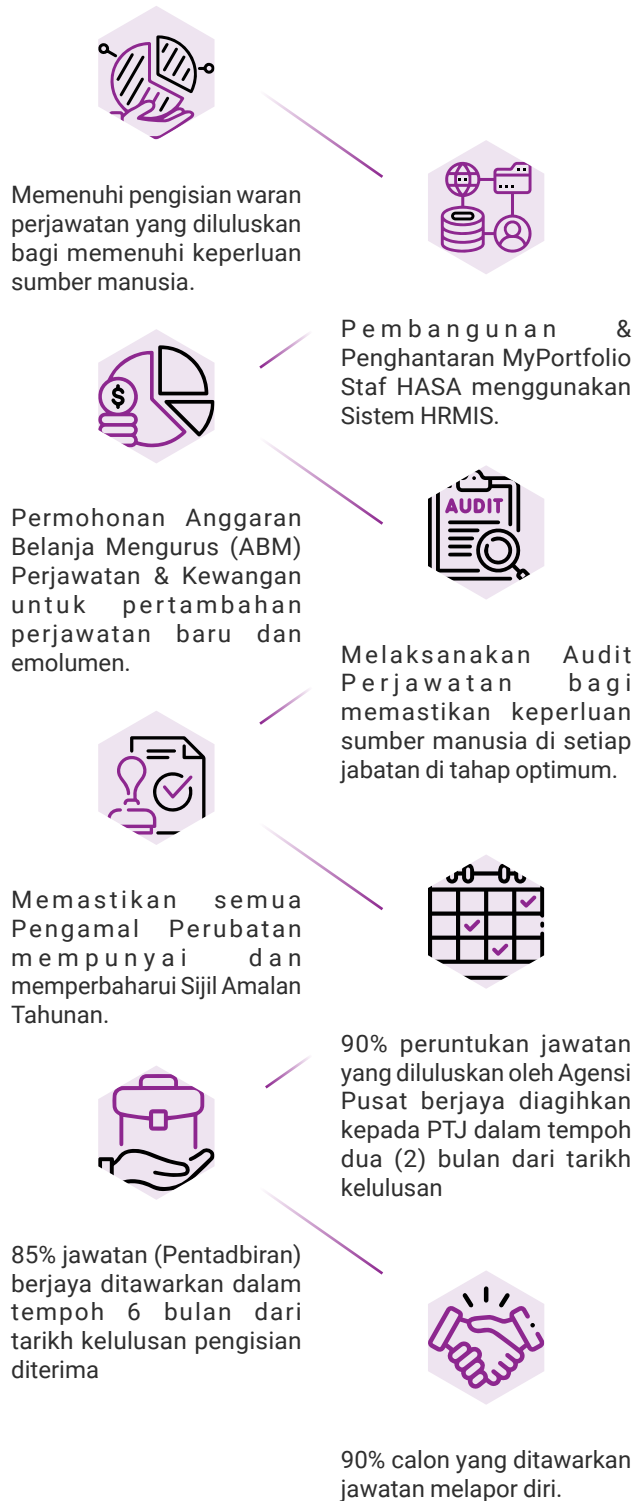 Memenuhi pengisian waran
perjawatan yang diluluskan
bagi memenuhi keperluan
sumber manusia.
Pembangunan &
Penghantaran MyPortfolio
Staf HASA menggunakan
Sistem HRMIS.
$
Permohonan Anggaran
Belanja Mengurus (ABM)
Perjawatan & Kewangan
untuk pertambahan
perjawatan baru dan
emolumen.
AUDIT
Melaksanakan Audit
Perjawatan bagi
memastikan keperluan
sumber manusia di setiap
jabatan di tahap optimum.
Memastikan semua
Pengamal Perubatan
mempunyai dan
memperbaharui Sijil Amalan
Tahunan.
90% peruntukan jawatan
yang diluluskan oleh Agensi
Pusat berjaya diagihkan
kepada PTJ dalam tempoh
dua (2) bulan dari tarikh
kelulusan
85% jawatan (Pentadbiran)
berjaya ditawarkan dalam
tempoh 6 bulan dari
tarikh kelulusan pengisian
diterima
90% calon yang ditawarkan
jawatan melapor diri.